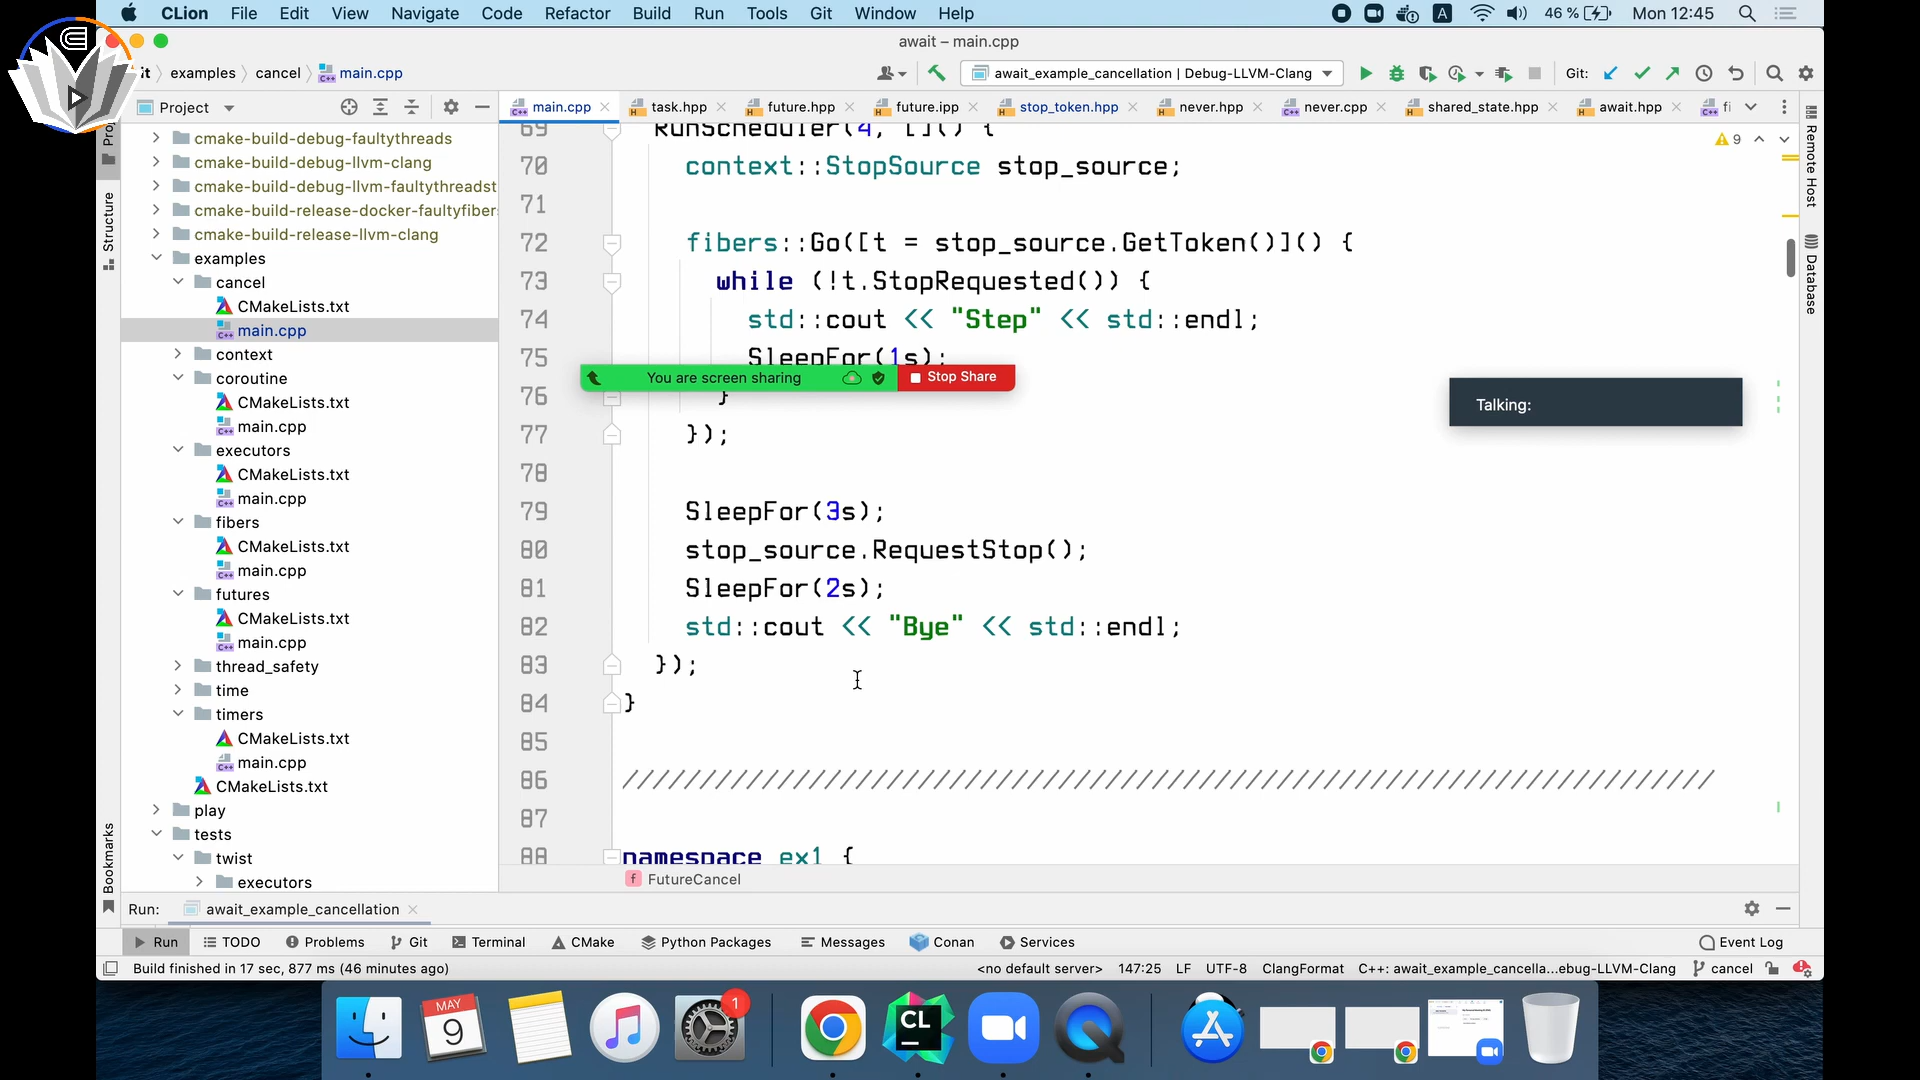 CLion File Edit View Navigate Code Refactor Build Run Tools Git Window Help
A 46 % Mon 12:45
await – main.cpp
it examples cancel main.cpp
await_example_cancellation | Debug-LLVM-Clang Git:
Project
main.cpp task.hpp future.hpp future.ipp stop_token.hpp never.hpp never.cpp shared_state.hpp await.hpp fi
cmake-build-debug-faultythreads
cmake-build-debug-llvm-clang
cmake-build-debug-llvm-faultythreadst
cmake-build-release-docker-faultyfiber
cmake-build-release-llvm-clang
examples
cancel
CMakeLists.txt
main.cpp
context
coroutine
CMakeLists.txt
main.cpp
executors
CMakeLists.txt
main.cpp
fibers
CMakeLists.txt
main.cpp
futures
CMakeLists.txt
main.cpp
thread_safety
time
timers
CMakeLists.txt
main.cpp
CMakeLists.txt
play
tests
twist
executors
Structure
Bookmarks
69 RunScheduler(4, []() {
70 context::StopSource stop_source;
71
72 fibers::Go([t = stop_source.GetToken()]() {
73 while (!t.StopRequested()) {
74 std::cout << "Step" << std::endl;
75 SleepFor(1s);
76 }
77 });
78
79 SleepFor(3s);
80 stop_source.RequestStop();
81 SleepFor(2s);
82 std::cout << "Bye" << std::endl;
83 });
84 }
85
86 //////////////////////////////////////////////////////////////////////
87
88 namespace ex1 {
9
You are screen sharing Stop Share
Talking:
f FutureCancel
Remote Host
Database
Run: await_example_cancellation
Run TODO Problems Git Terminal CMake Python Packages Messages Conan Services Event Log
Build finished in 17 sec, 877 ms (46 minutes ago) <no default server> 147:25 LF UTF-8 ClangFormat C++: await_example_cancella...ebug-LLVM-Clang cancel
MAY
9
1
CL